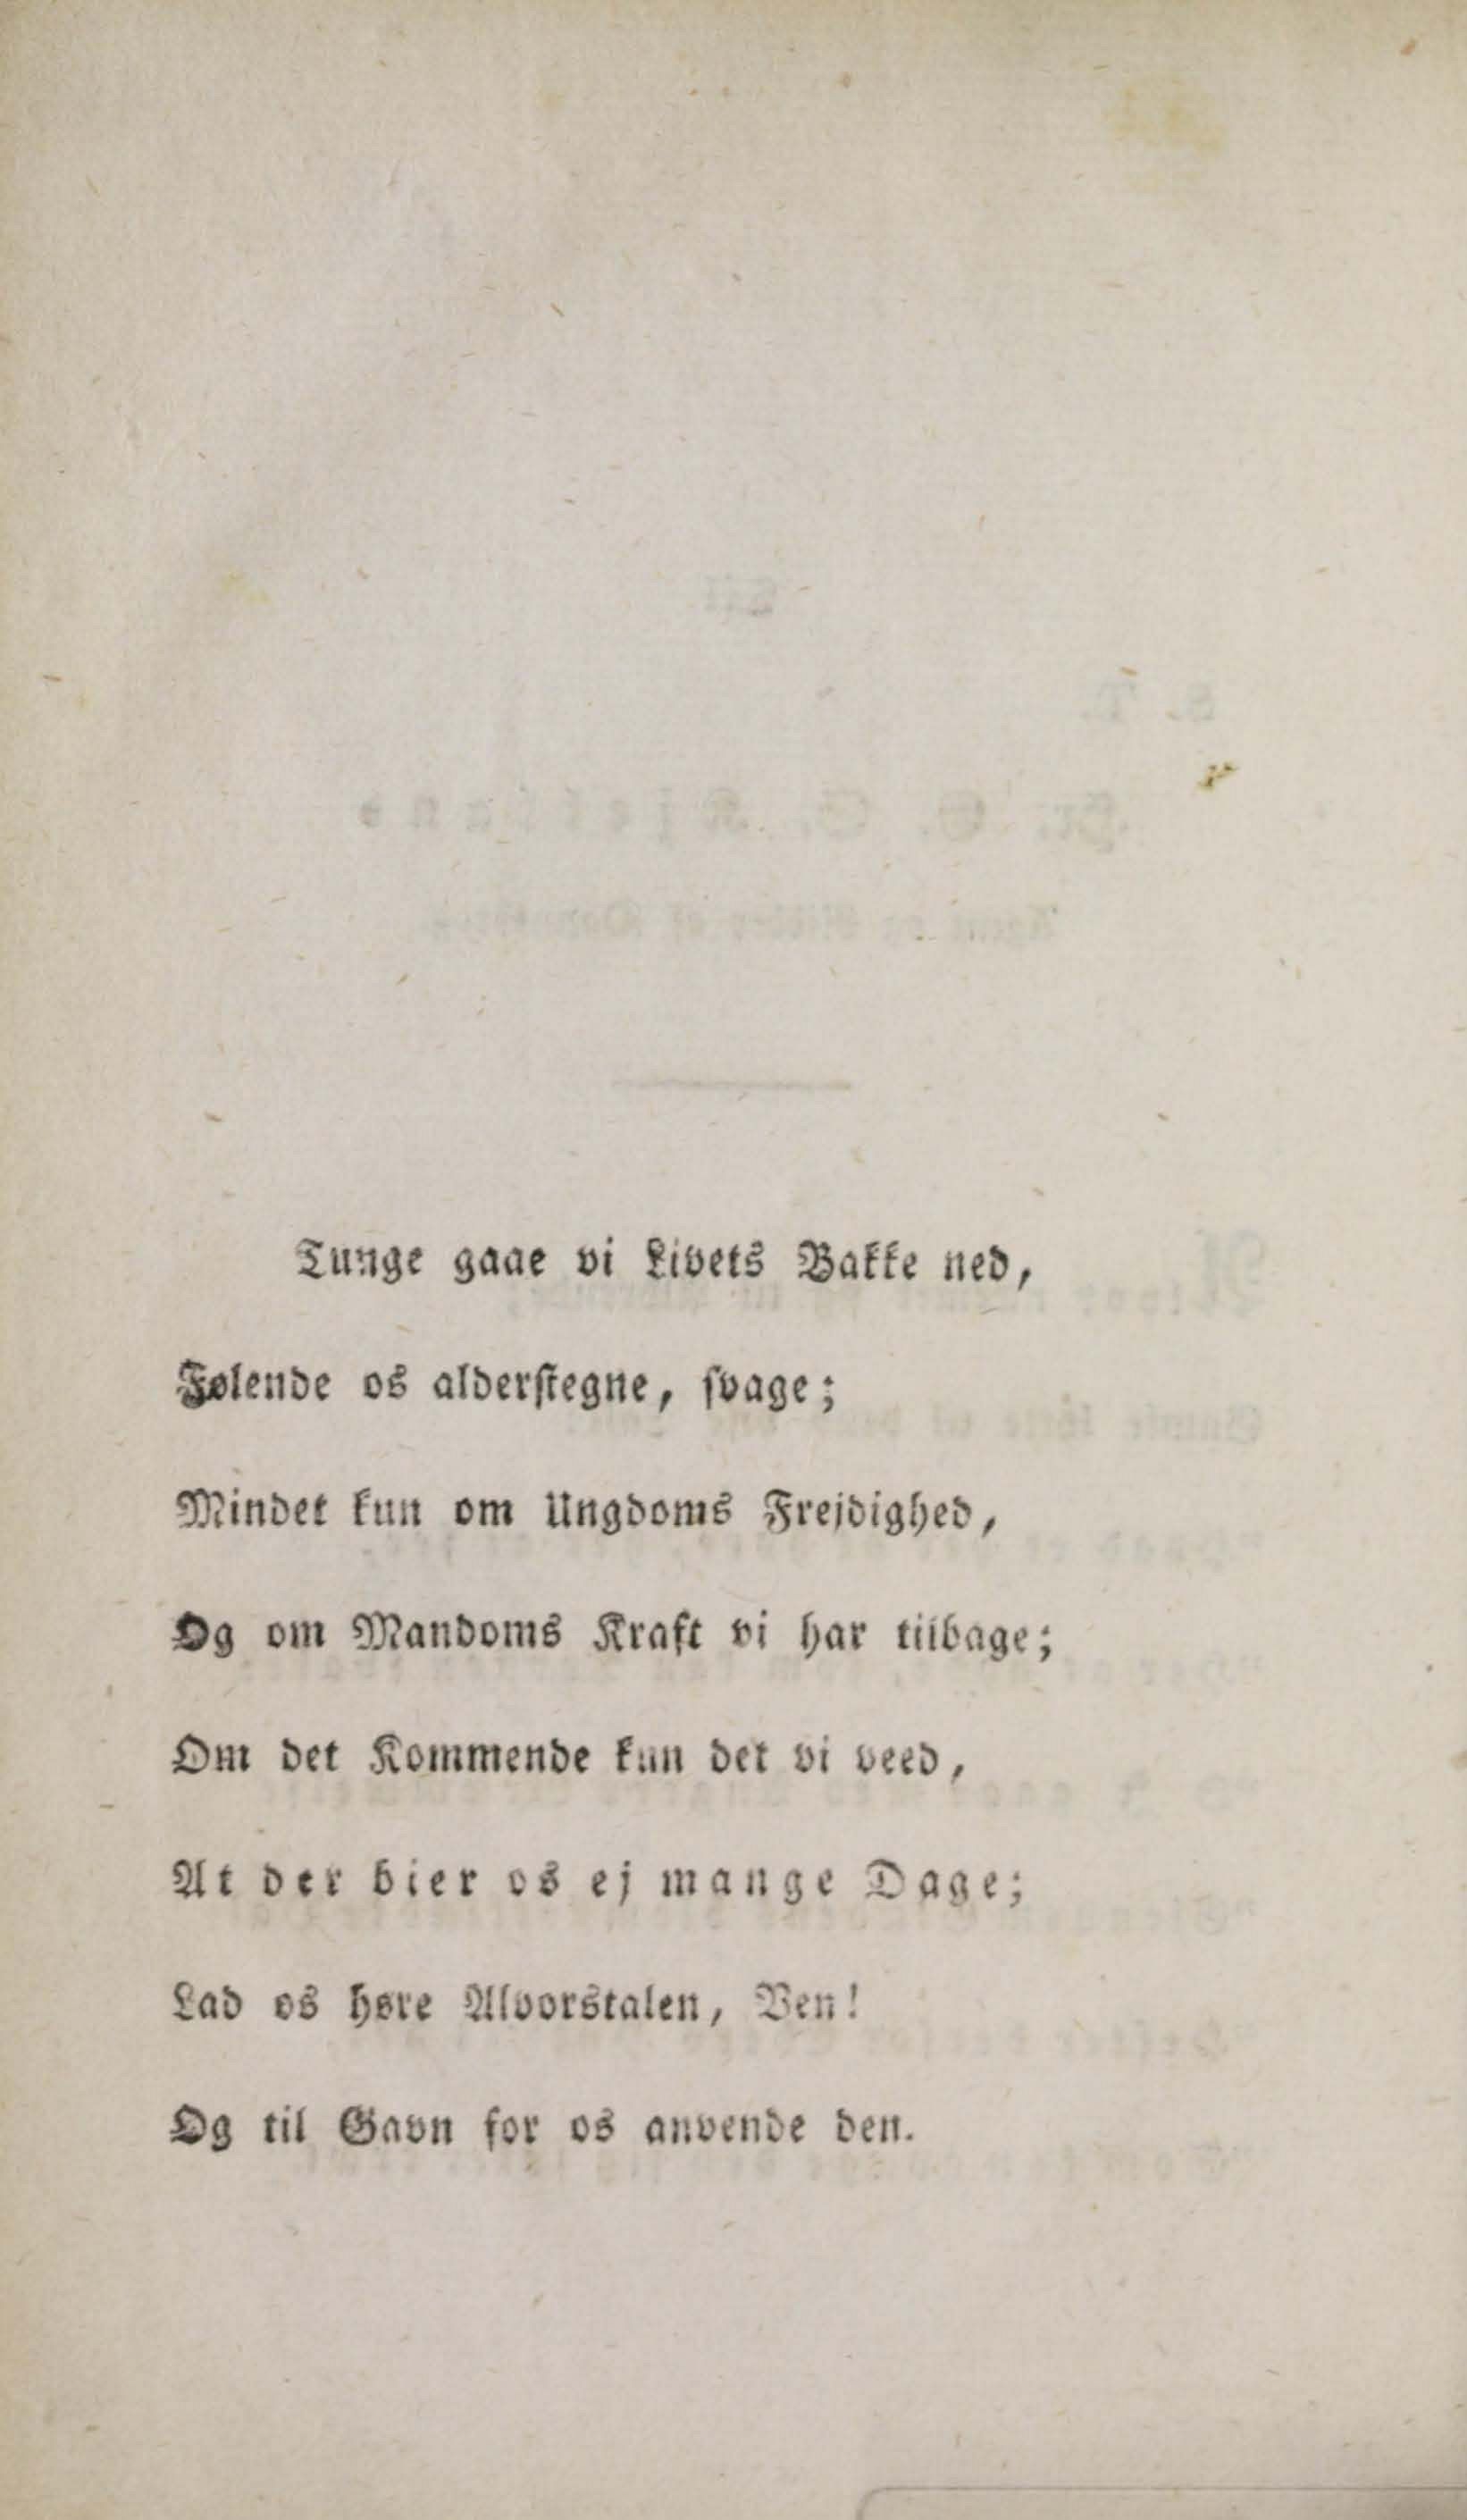 Tunge gaae vi Livets Bakke ned,
Følende os alderstegne, svage;
Mindet kun om Ungdoms Frejdighed,
Og om Mandoms Kraft vi har tilbage;
Om det Kommende kun det vi veed,
At der bier os ej mange Dage;
Lad os høre Alvorstalen, Ven!
Og til Gavn for os anvende den.